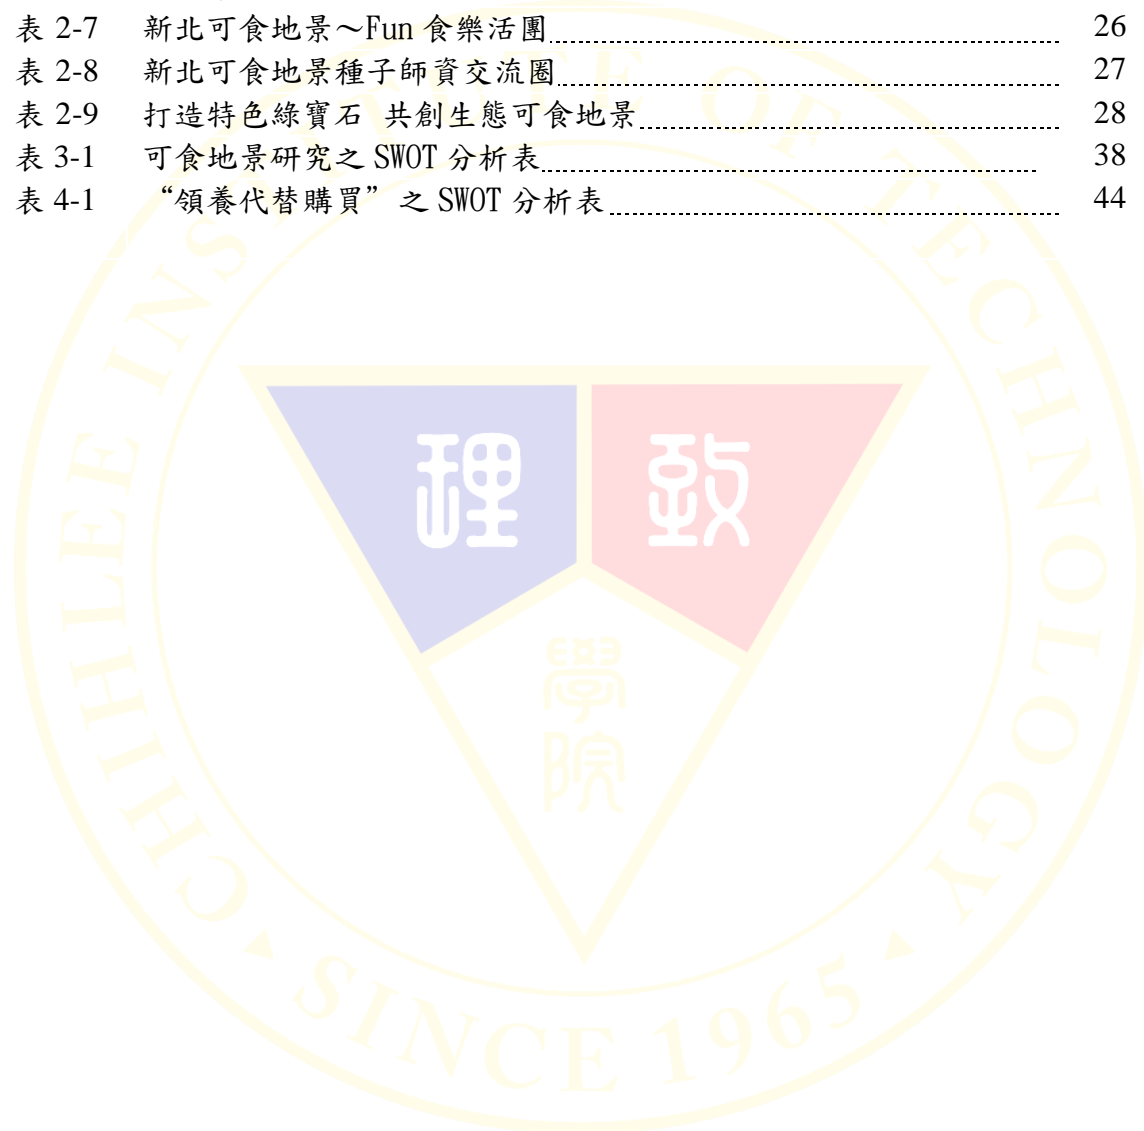 表 2-7 新北可食地景～Fun 食樂活團 26
表 2-8 新北可食地景種子師資交流圈 27
表 2-9 打造特色綠寶石 共創生態可食地景 28
表 3-1 可食地景研究之 SWOT 分析表 38
表 4-1 “領養代替購買”之 SWOT 分析表 44
CHIHLEE INSTITUTE OF TECHNOLOGY
理 致
學
院
SINCE 1965